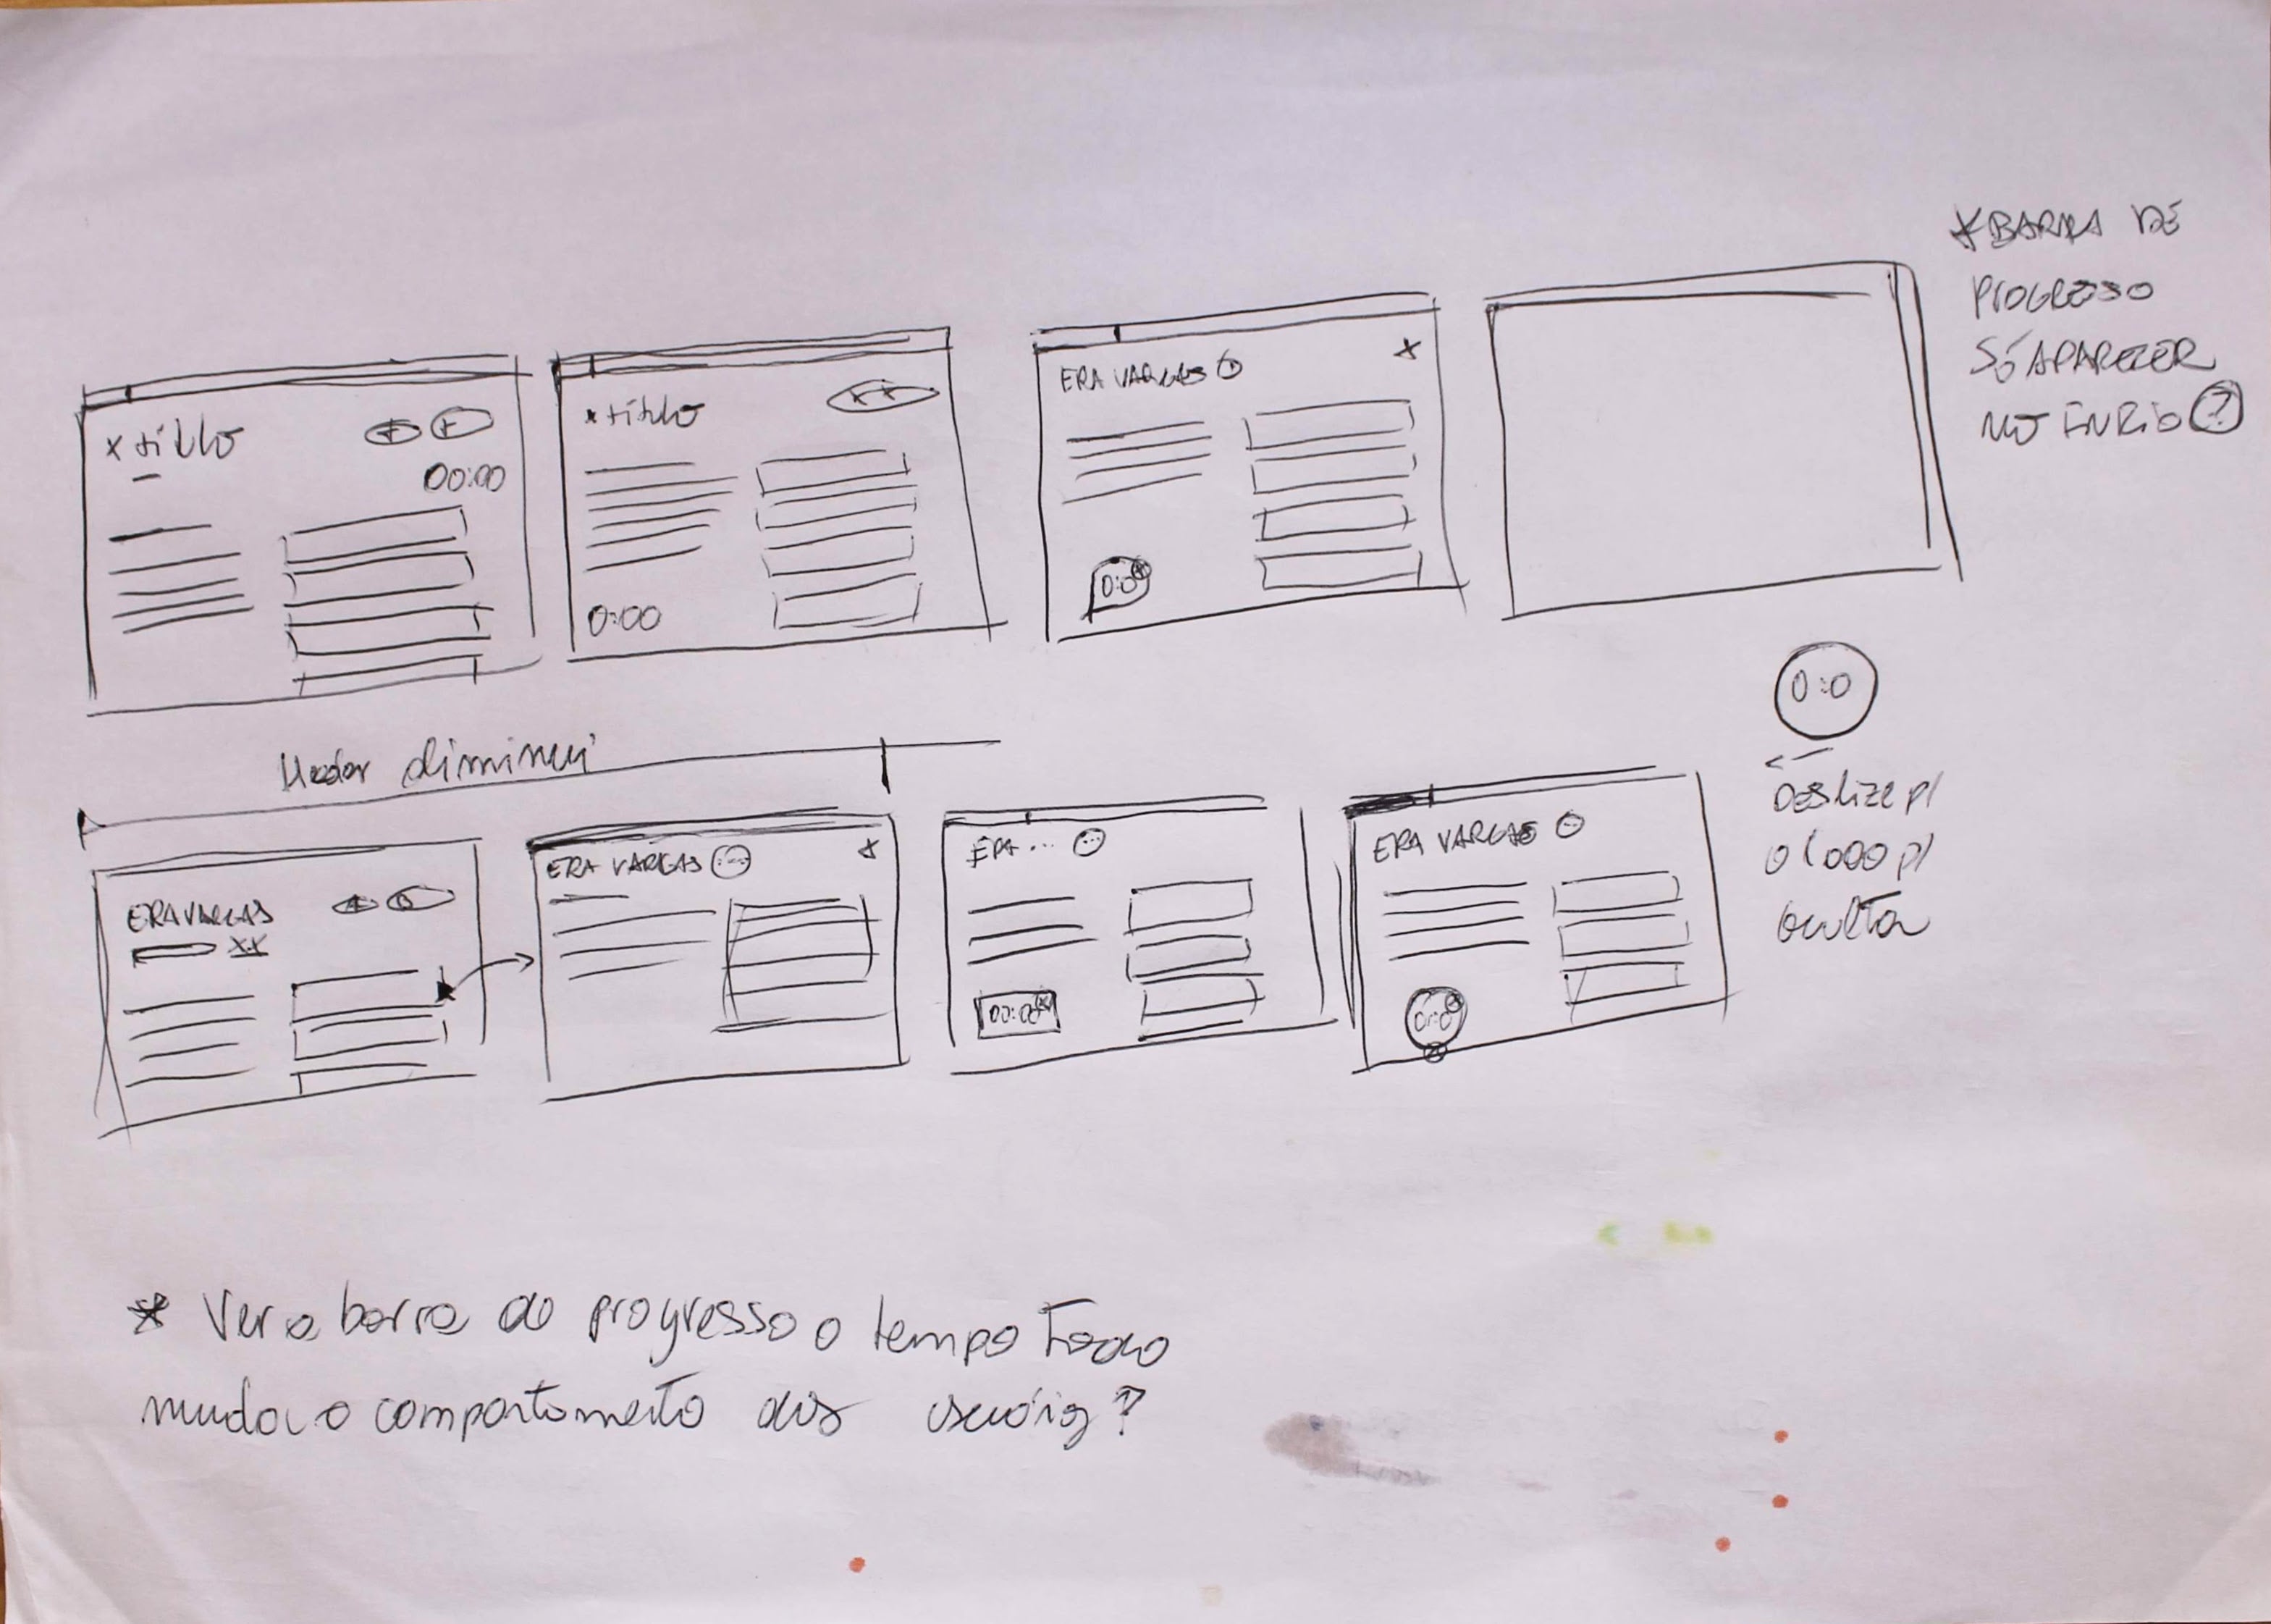 * BARRA DE
PROGRESSO
SÓ APARECER
NO INRIO ?
x título
00:00
x título
0:00
ERA VARGAS
x
0:0
0:0
Header diminui
DESLIZE p/
o lado p/
ocultar
ERA VARGAS
xx
ERA VARGAS
x
ERA ...
00:00
ERA VARGAS
0:0
* Ver a barra de progresso o tempo todo
muda o comportamento dos usuários?